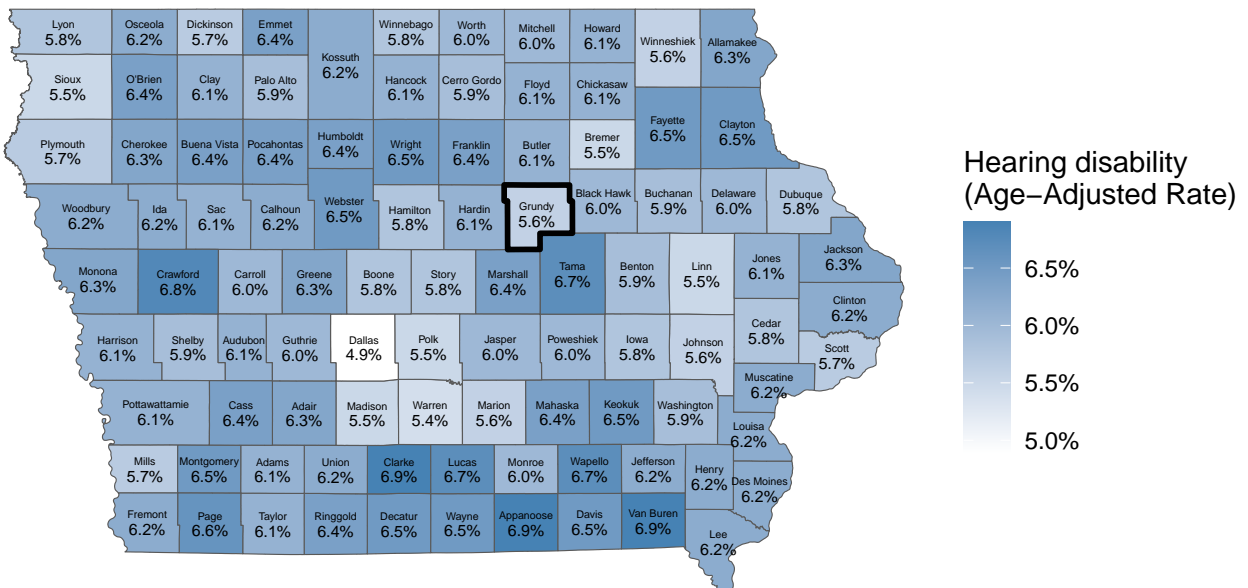 Lyon
5.8%
Osceola
6.2%
Dickinson
5.7%
Emmet
6.4%
Kossuth
6.2%
Winnebago
5.8%
Worth
6.0%
Mitchell
6.0%
Howard
6.1%
Winneshiek
5.6%
Allamakee
6.3%
Sioux
5.5%
O'Brien
6.4%
Clay
6.1%
Palo Alto
5.9%
Hancock
6.1%
Cerro Gordo
5.9%
Floyd
6.1%
Chickasaw
6.1%
Fayette
6.5%
Clayton
6.5%
Plymouth
5.7%
Cherokee
6.3%
Buena Vista
6.4%
Pocahontas
6.4%
Humboldt
6.4%
Wright
6.5%
Franklin
6.4%
Butler
6.1%
Bremer
5.5%
Woodbury
6.2%
Ida
6.2%
Sac
6.1%
Calhoun
6.2%
Webster
6.5%
Hamilton
5.8%
Hardin
6.1%
Grundy
5.6%
Black Hawk
6.0%
Buchanan
5.9%
Delaware
6.0%
Dubuque
5.8%
Monona
6.3%
Crawford
6.8%
Carroll
6.0%
Greene
6.3%
Boone
5.8%
Story
5.8%
Marshall
6.4%
Tama
6.7%
Benton
5.9%
Linn
5.5%
Jones
6.1%
Jackson
6.3%
Clinton
6.2%
Harrison
6.1%
Shelby
5.9%
Audubon
6.1%
Guthrie
6.0%
Dallas
4.9%
Polk
5.5%
Jasper
6.0%
Poweshiek
6.0%
Iowa
5.8%
Johnson
5.6%
Cedar
5.8%
Scott
5.7%
Muscatine
6.2%
Pottawattamie
6.1%
Cass
6.4%
Adair
6.3%
Madison
5.5%
Warren
5.4%
Marion
5.6%
Mahaska
6.4%
Keokuk
6.5%
Washington
5.9%
Louisa
6.2%
Mills
5.7%
Montgomery
6.5%
Adams
6.1%
Union
6.2%
Clarke
6.9%
Lucas
6.7%
Monroe
6.0%
Wapello
6.7%
Jefferson
6.2%
Henry
6.2%
Des Moines
6.2%
Fremont
6.2%
Page
6.6%
Taylor
6.1%
Ringgold
6.4%
Decatur
6.5%
Wayne
6.5%
Appanoose
6.9%
Davis
6.5%
Van Buren
6.9%
Lee
6.2%
Hearing disability
(Age−Adjusted Rate)
6.5%
6.0%
5.5%
5.0%